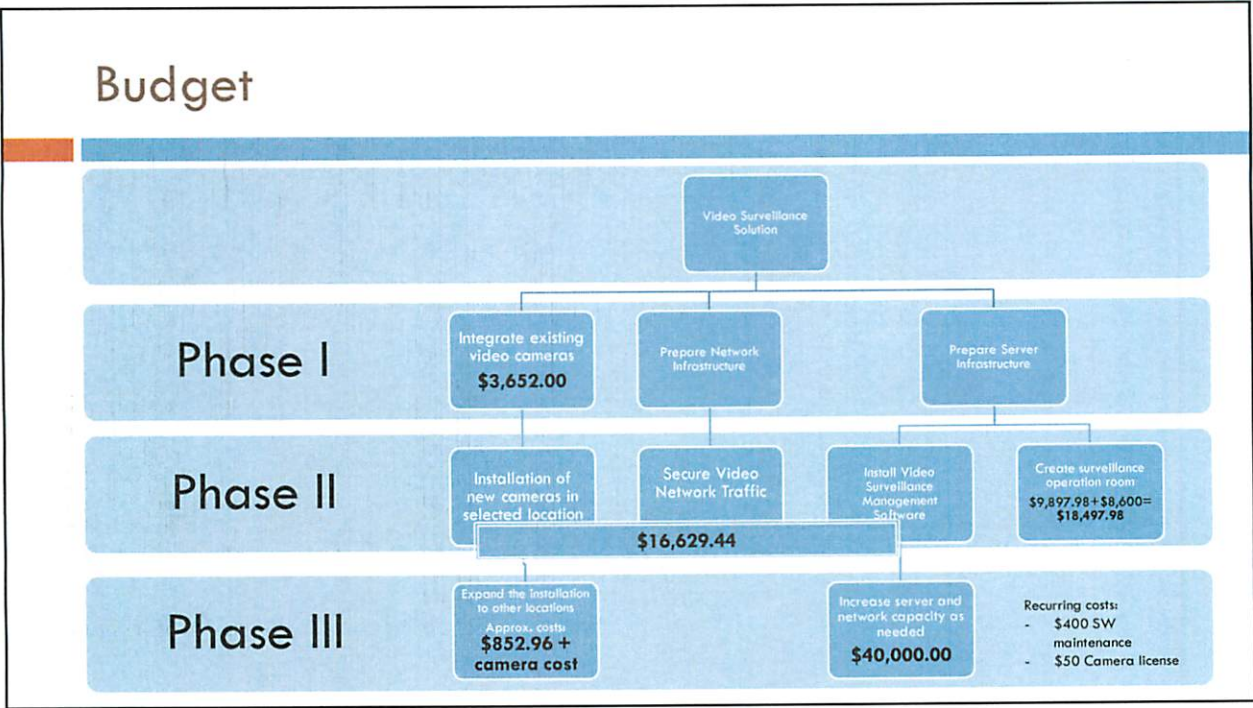 Budget
Video Surveillance
Solution
Phase I
Integrate existing
video cameras
$3,652.00
Prepare Network
Infrastructure
Prepare Server
Infrastructure
Phase II
Installation of
new cameras in
selected location
Secure Video
Network Traffic
Install Video
Surveillance
Management
Software
Create surveillance
operation room
$9,897.98+$8,600=
$18,497.98
$16,629.44
Phase III
Expand the installation
to other locations
Approx. costs:
$852.96 +
camera cost
Increase server and
network capacity as
needed
$40,000.00
Recurring costs:
- $400 SW
maintenance
- $50 Camera license